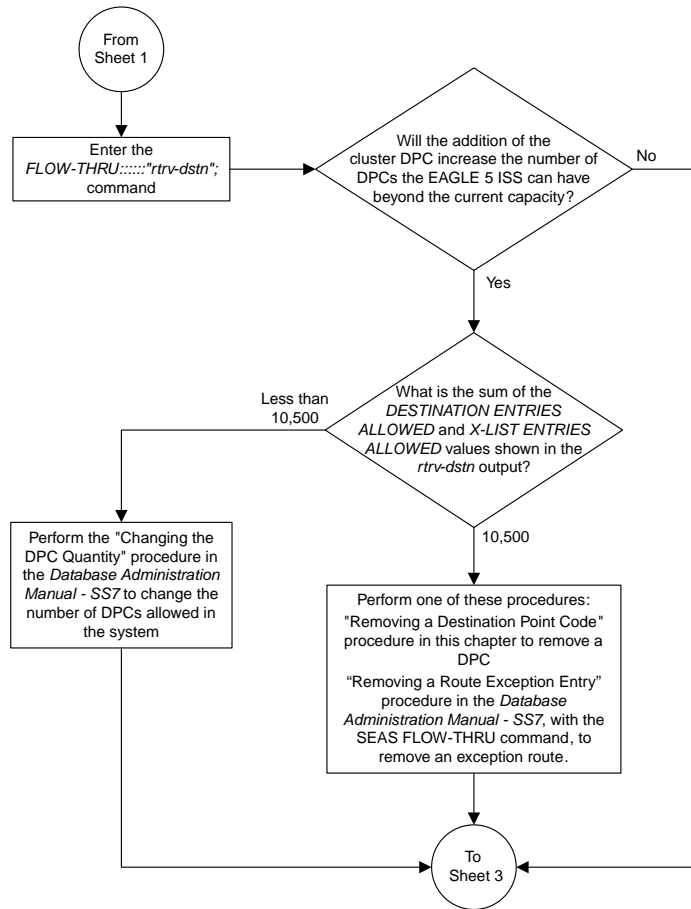 From
Sheet 1
Enter the
FLOW-THRU::::::"rtrv-dstn";
command
Will the addition of the
cluster DPC increase the number of
DPCs the EAGLE 5 ISS can have
beyond the current capacity?
No
Yes
What is the sum of the
DESTINATION ENTRIES
ALLOWED and X-LIST ENTRIES
ALLOWED values shown in the
rtrv-dstn output?
Less than
10,500
10,500
Perform the "Changing the
DPC Quantity" procedure in
the Database Administration
Manual - SS7 to change the
number of DPCs allowed in
the system
Perform one of these procedures:
"Removing a Destination Point Code"
procedure in this chapter to remove a
DPC
“Removing a Route Exception Entry”
procedure in the Database
Administration Manual - SS7, with the
SEAS FLOW-THRU command, to
remove an exception route.
To
Sheet 3